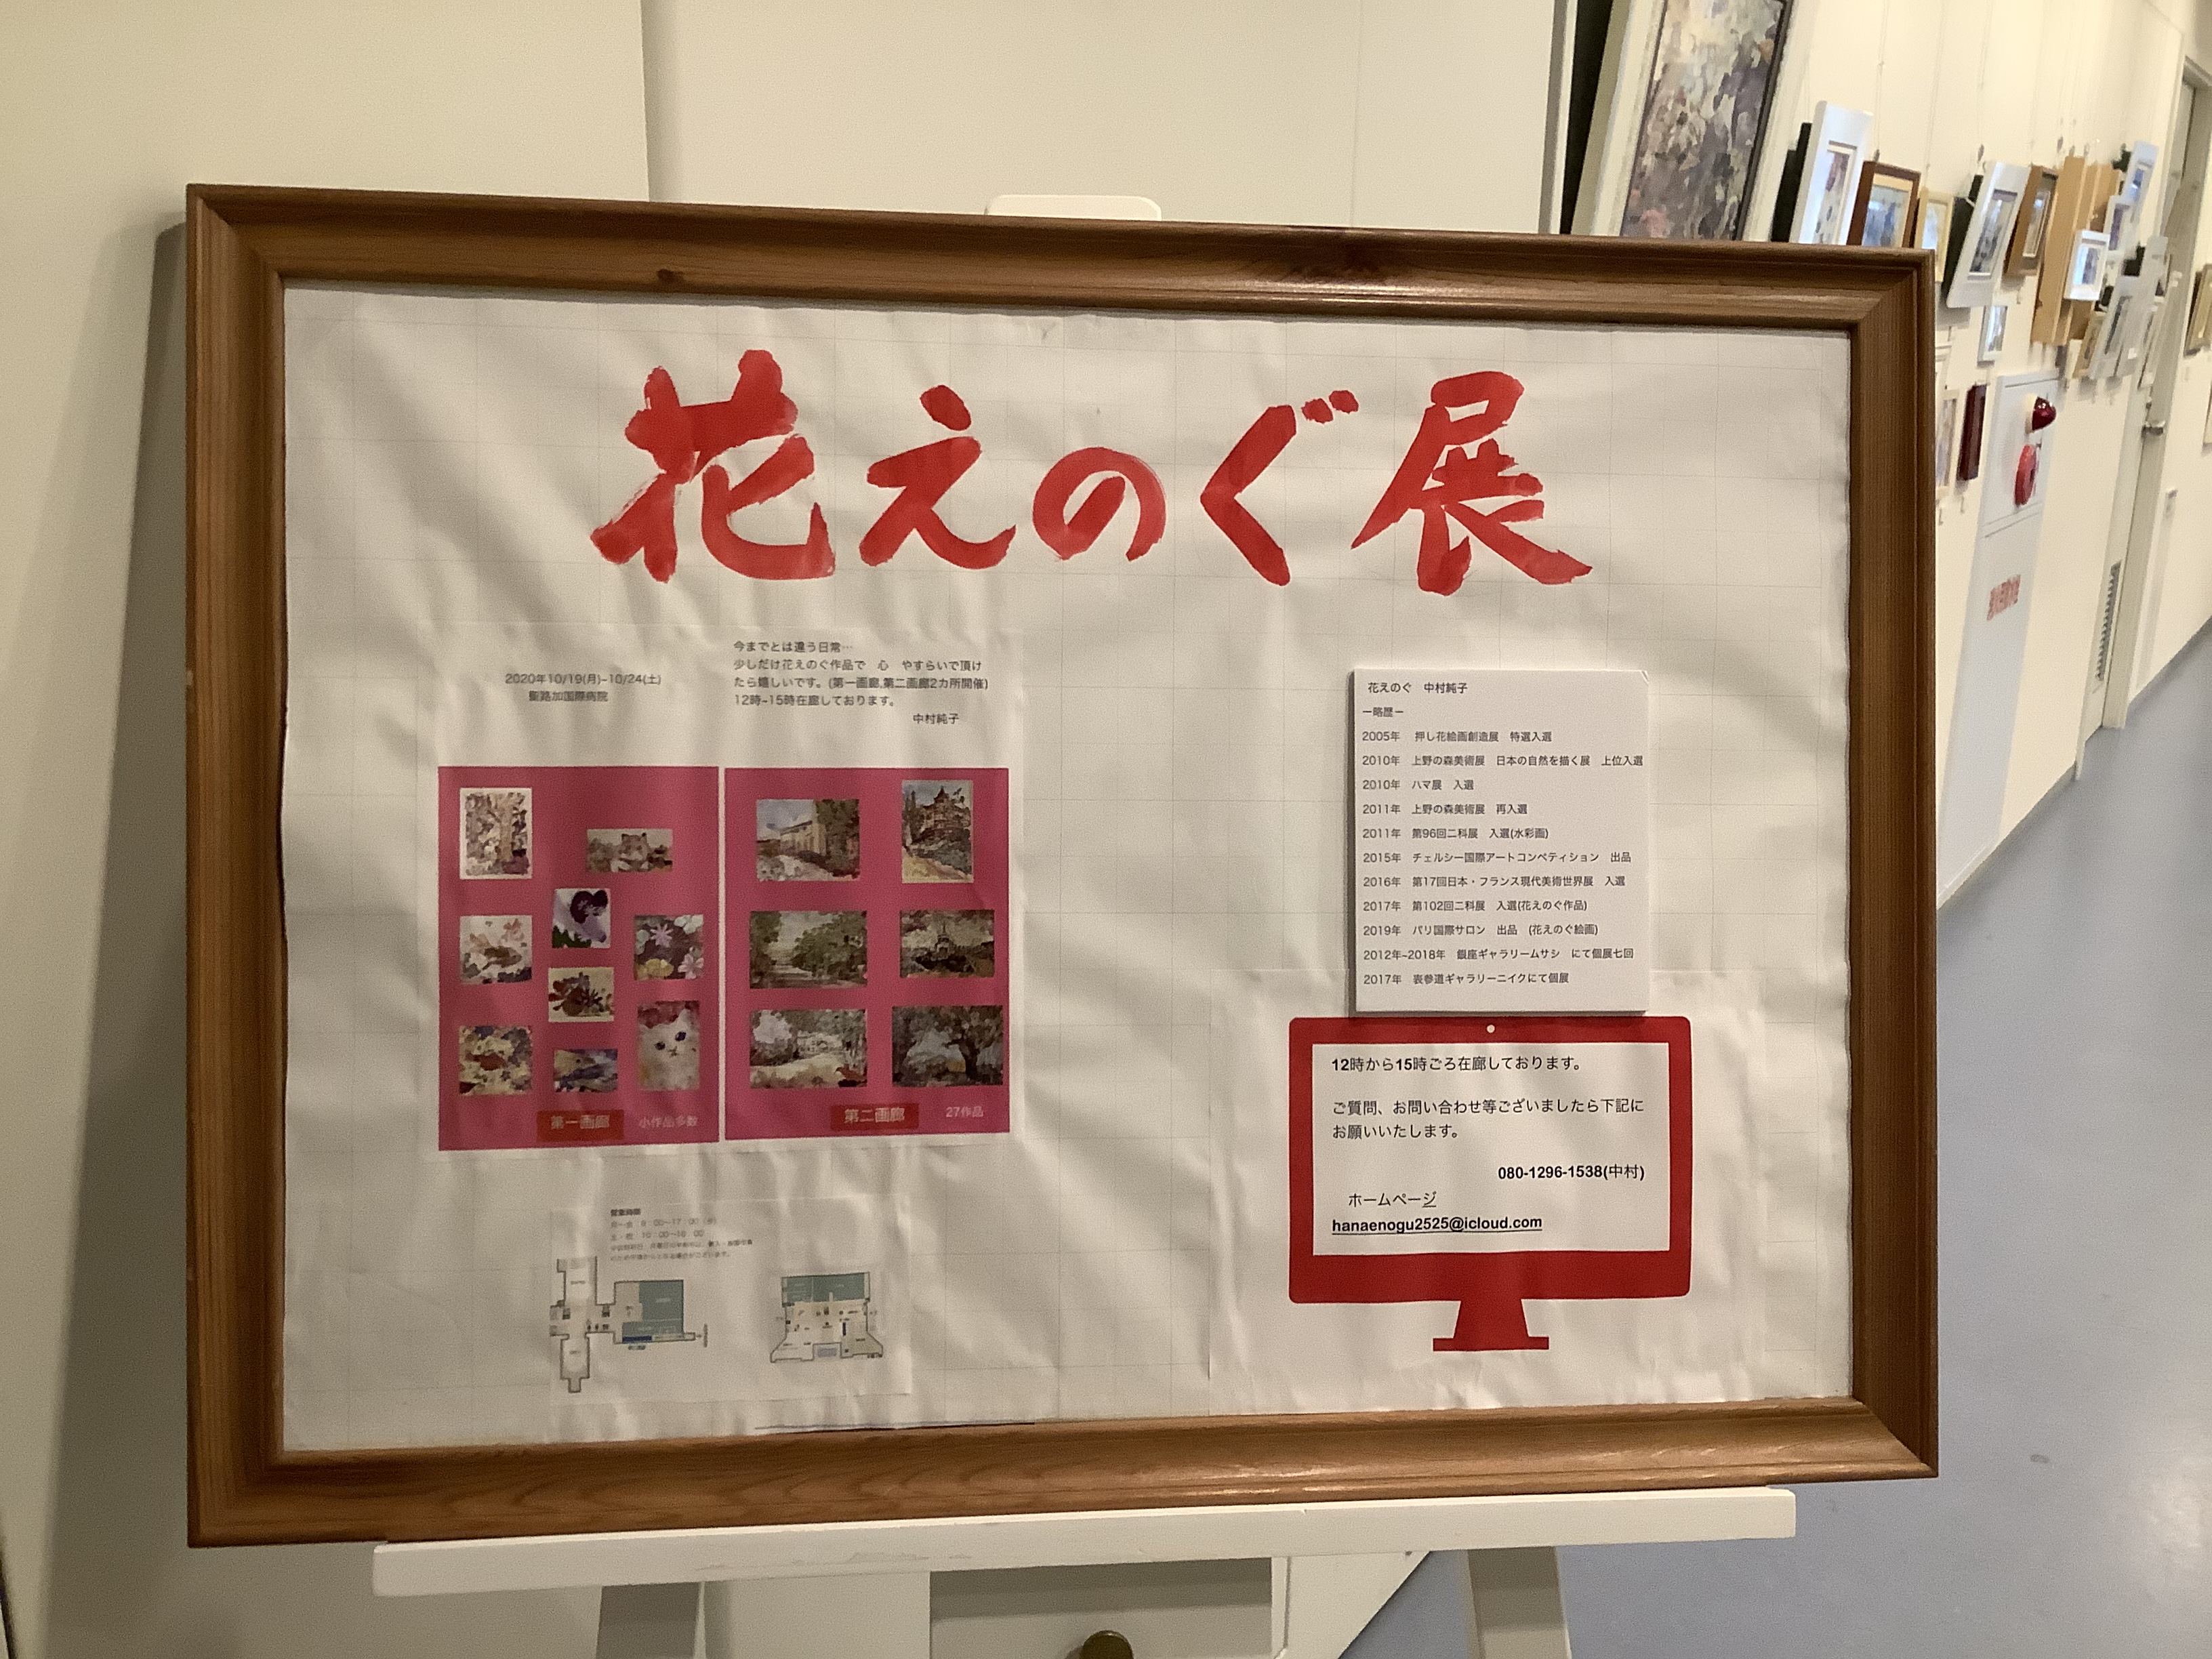 花えのぐ展
2020年10/19(月)~10/24(土)
聖路加国際病院
今までとは違う日常…
少しだけ花えのぐ作品で 心 やすらいで頂け
たら嬉しいです。(第一画廊,第二画廊2カ所開催)
12時~15時在廊しております。
中村純子
第一画廊 小作品多数
第二画廊 27作品
営業時間
花えのぐ 中村純子
ー略歴ー
2005年 押し花絵画創造展 特選入選
2010年 上野の森美術展 日本の自然を描く展 上位入選
2010年 ハマ展 入選
2011年 上野の森美術展 再入選
2011年 第96回二科展 入選(水彩画)
2015年 チェルシー国際アートコンペティション 出品
2016年 第17回日本・フランス現代美術世界展 入選
2017年 第102回二科展 入選(花えのぐ作品)
2019年 パリ国際サロン 出品 (花えのぐ絵画)
2012年~2018年 銀座ギャラリームサシ にて個展七回
2017年 表参道ギャラリーニイクにて個展
12時から15時ごろ在廊しております。
ご質問、お問い合わせ等ございましたら下記に
お願いいたします。
080-1296-1538(中村)
ホームページ
hanaenogu2525@icloud.com